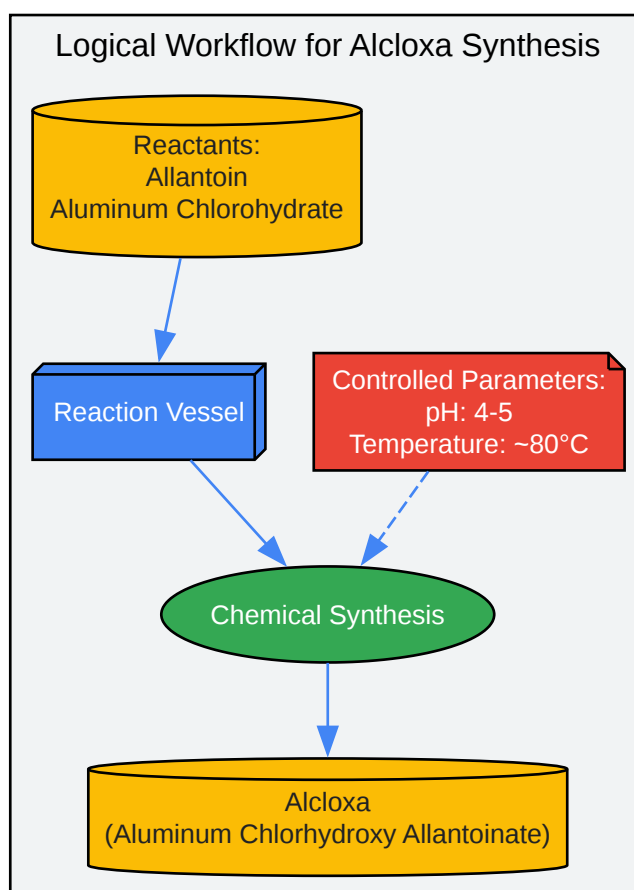 Logical Workflow for Alcloxa Synthesis
Reactants:
Allantoin
Aluminum Chlorohydrate
Reaction Vessel
Controlled Parameters:
pH: 4-5
Temperature: ~80°C
Chemical Synthesis
Alcloxa
(Aluminum Chlorhydroxy Allantoinate)